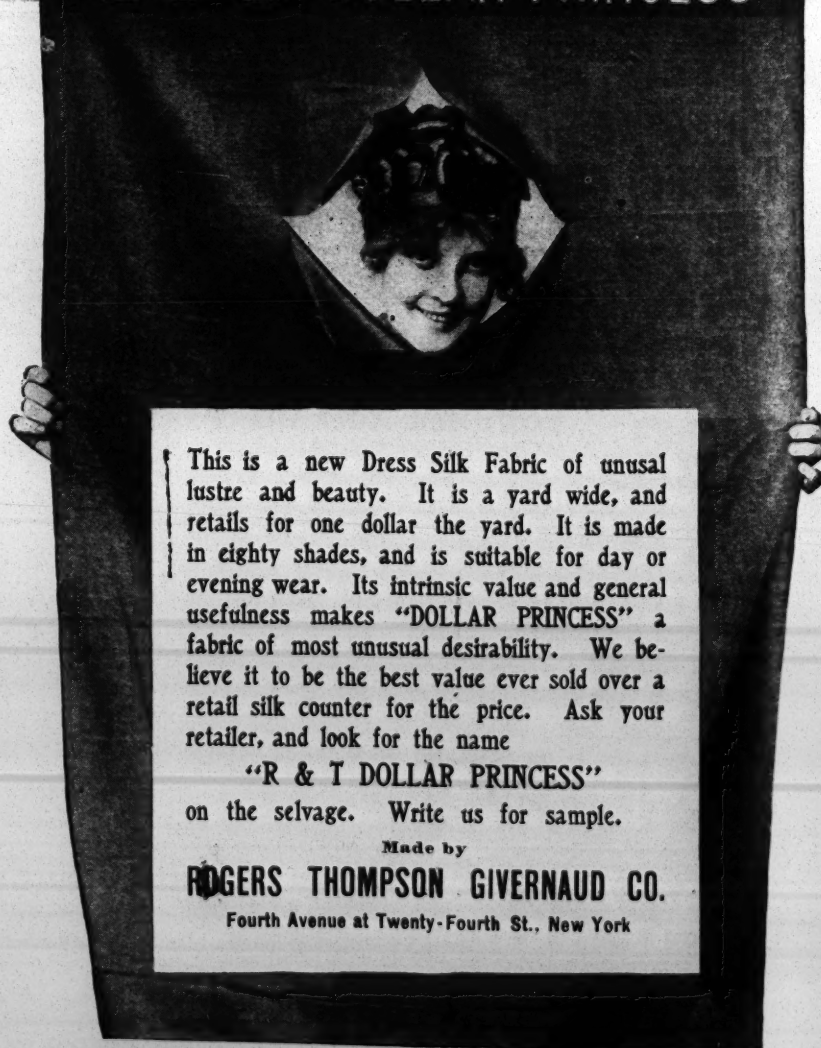 This is a new Dress Silk Fabric of unusal
lustre and beauty. It is a yard wide, and
retails for one dollar the yard. It is made
in eighty shades, and is suitable for day or
evening wear. Its intrinsic value and general
usefulness makes "DOLLAR PRINCESS" a
fabric of most unusual desirability. We be-
lieve it to be the best value ever sold over a
retail silk counter for the price. Ask your
retailer, and look for the name
"R & T DOLLAR PRINCESS"
on the selvage. Write us for sample.
Made by
ROGERS THOMPSON GIVERNAUD CO.
Fourth Avenue at Twenty-Fourth St., New York